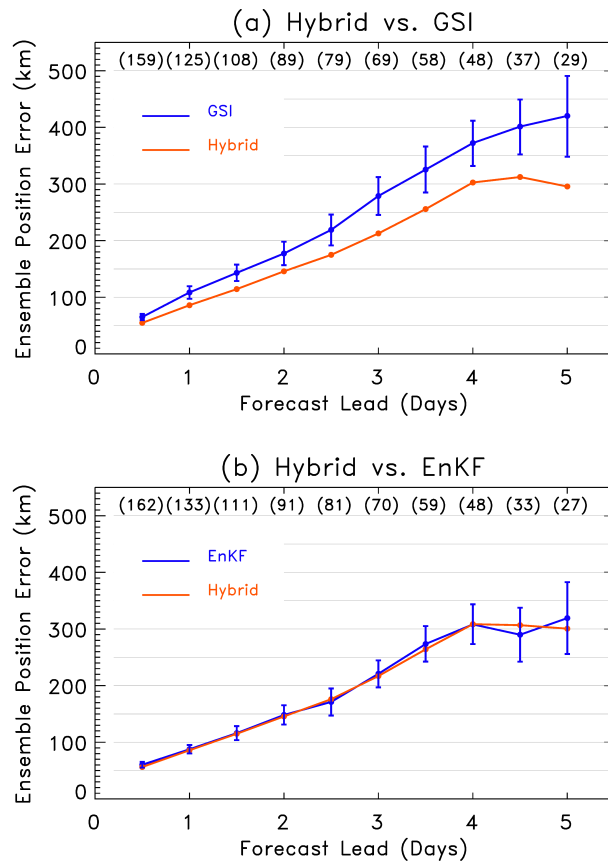 (a) Hybrid vs. GSI
Ensemble Position Error (km)
500
400
300
200
100
0
(159) (125) (108) (89) (79) (69) (58) (48) (37) (29)
GSI
Hybrid
0 1 2 3 4 5
Forecast Lead (Days)
(b) Hybrid vs. EnKF
Ensemble Position Error (km)
500
400
300
200
100
0
(162) (133) (111) (91) (81) (70) (59) (48) (33) (27)
EnKF
Hybrid
0 1 2 3 4 5
Forecast Lead (Days)